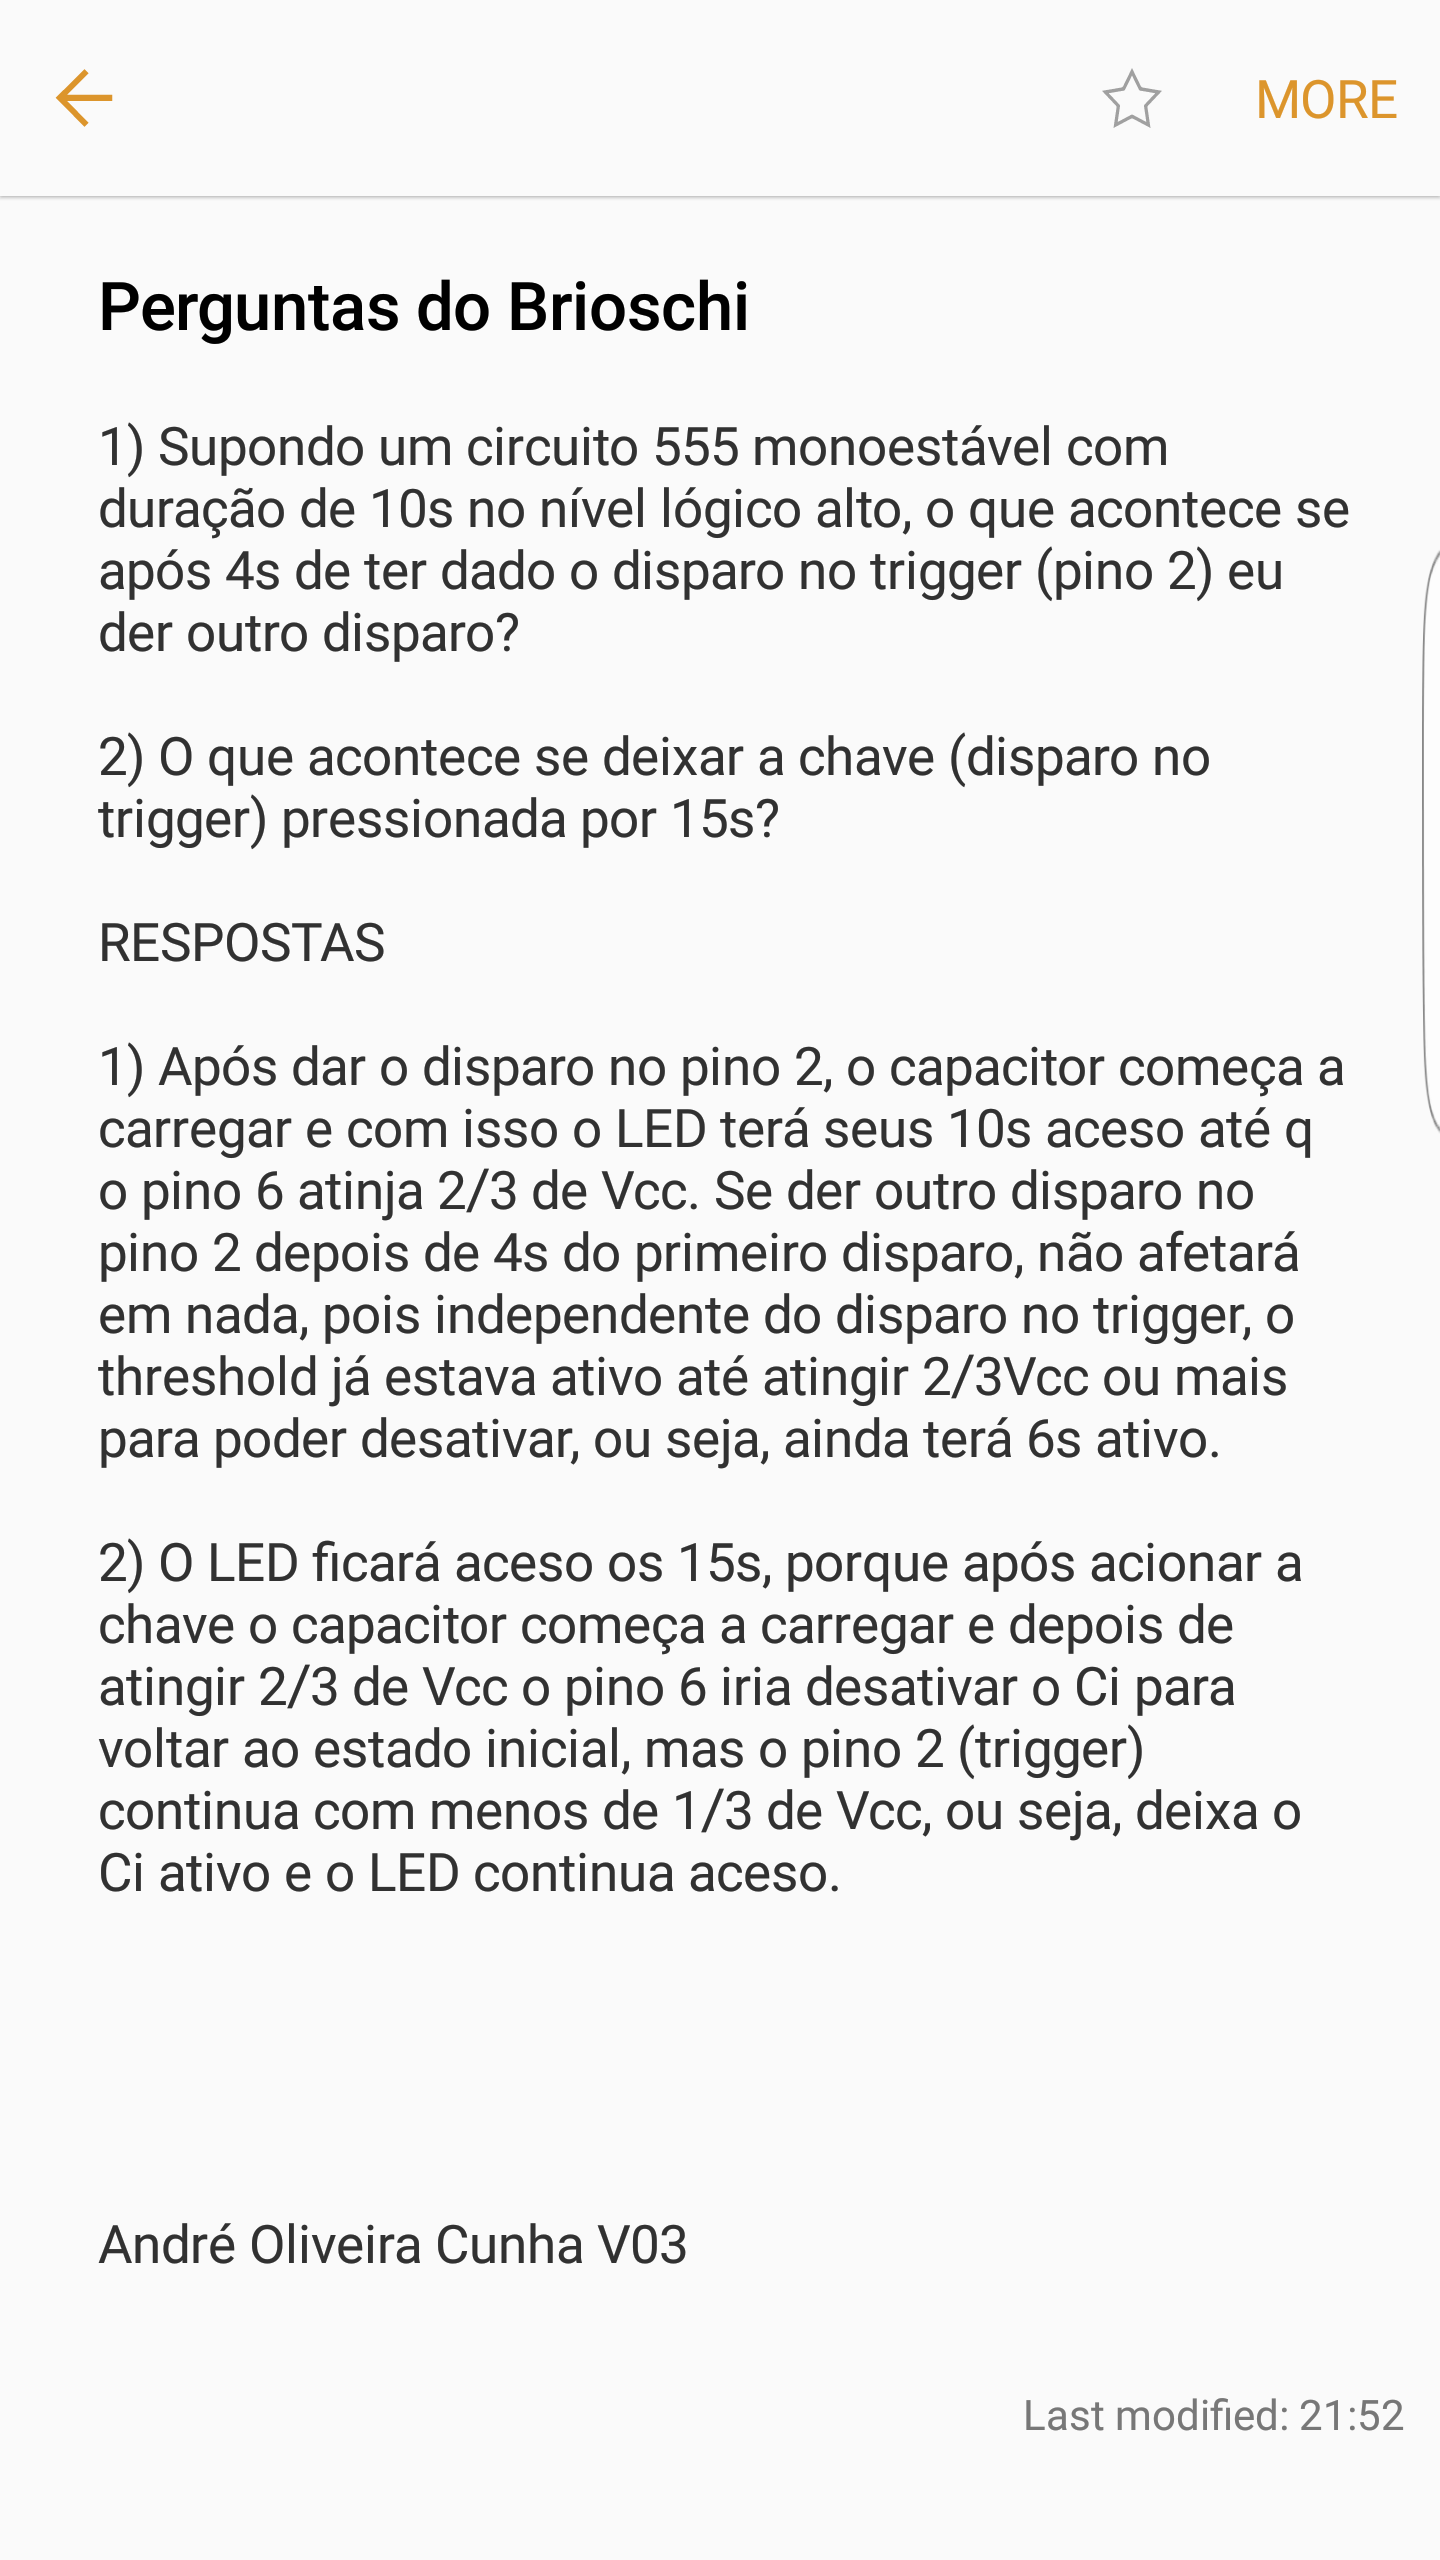 MORE
Perguntas do Brioschi
1) Supondo um circuito 555 monoestável com
duração de 10s no nível lógico alto, o que acontece se
após 4s de ter dado o disparo no trigger (pino 2) eu
der outro disparo?
2) O que acontece se deixar a chave (disparo no
trigger) pressionada por 15s?
RESPOSTAS
1) Após dar o disparo no pino 2, o capacitor começa a
carregar e com isso o LED terá seus 10s aceso até q
o pino 6 atinja 2/3 de Vcc. Se der outro disparo no
pino 2 depois de 4s do primeiro disparo, não afetará
em nada, pois independente do disparo no trigger, o
threshold já estava ativo até atingir 2/3Vcc ou mais
para poder desativar, ou seja, ainda terá 6s ativo.
2) O LED ficará aceso os 15s, porque após acionar a
chave o capacitor começa a carregar e depois de
atingir 2/3 de Vcc o pino 6 iria desativar o Ci para
voltar ao estado inicial, mas o pino 2 (trigger)
continua com menos de 1/3 de Vcc, ou seja, deixa o
Ci ativo e o LED continua aceso.
André Oliveira Cunha V03
Last modified: 21:52